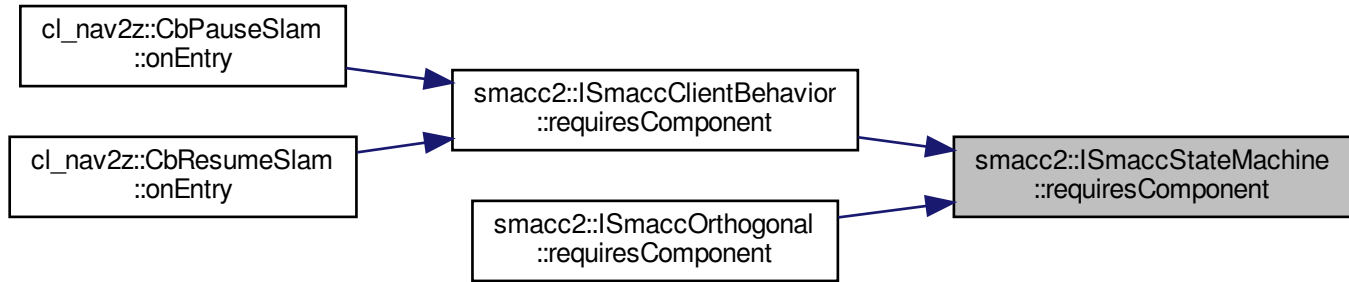 cl_nav2z::CbPauseSlam
::onEntry
cl_nav2z::CbResumeSlam
::onEntry
smacc2::ISmaccClientBehavior
::requiresComponent
smacc2::ISmaccOrthogonal
::requiresComponent
smacc2::ISmaccStateMachine
::requiresComponent